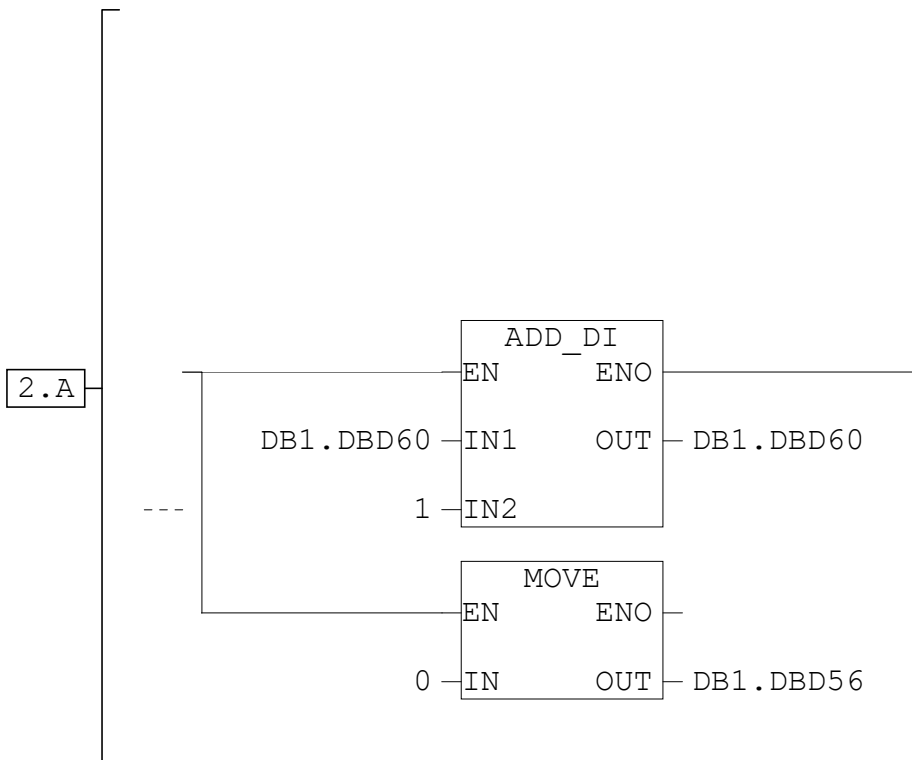 ADD_DI
2.A
EN ENO
DB1.DBD60 IN1 OUT DB1.DBD60
1 IN2
MOVE
EN ENO
0 IN OUT DB1.DBD56